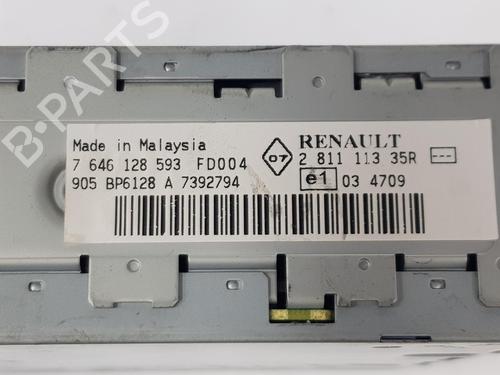 B-PARTS
Made in Malaysia
7 646 128 593 FD004
905 BP6128 A 7392794
07
RENAULT
2 811 113 35R
e1 03 4709